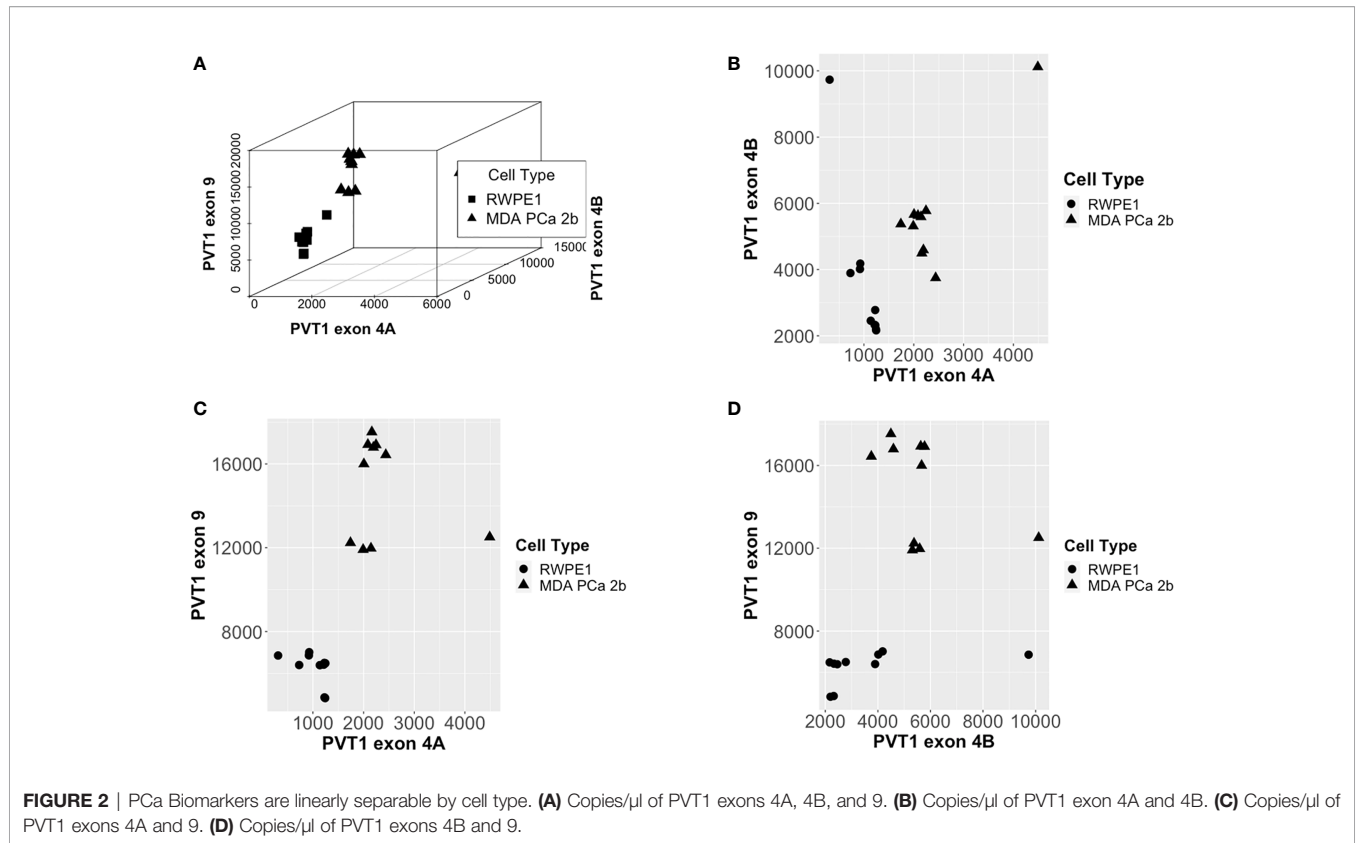 A
PVT1 exon 9
0 5000 10000 15000 20000
0 2000 4000 6000
PVT1 exon 4A
0 5000 10000 15000
PVT1 exon 4B
Cell Type
RWPE1
MDA PCa 2b
B
PVT1 exon 4B
10000
8000
6000
4000
2000
1000 2000 3000 4000
PVT1 exon 4A
Cell Type
RWPE1
MDA PCa 2b
C
PVT1 exon 9
16000
12000
8000
1000 2000 3000 4000
PVT1 exon 4A
Cell Type
RWPE1
MDA PCa 2b
D
PVT1 exon 9
16000
12000
8000
2000 4000 6000 8000 10000
PVT1 exon 4B
Cell Type
RWPE1
MDA PCa 2b
FIGURE 2 | PCa Biomarkers are linearly separable by cell type. (A) Copies/µl of PVT1 exons 4A, 4B, and 9. (B) Copies/µl of PVT1 exon 4A and 4B. (C) Copies/µl of
PVT1 exons 4A and 9. (D) Copies/µl of PVT1 exons 4B and 9.